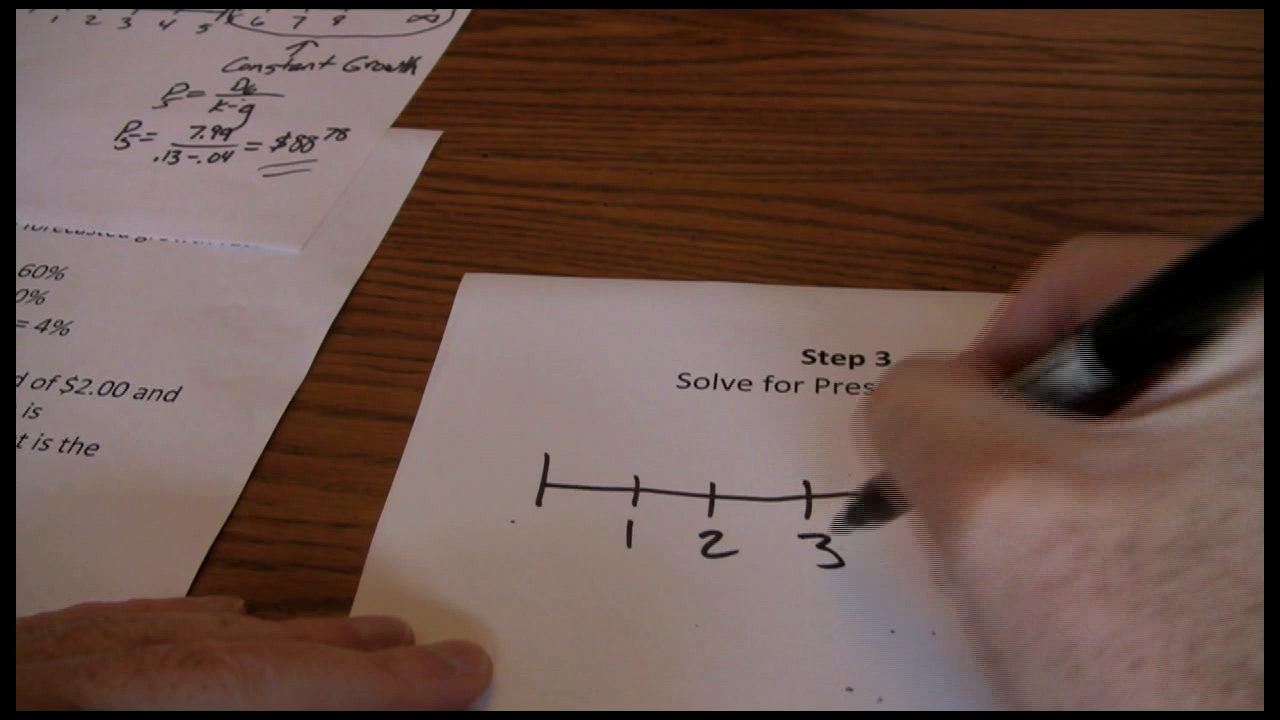 1 2 3 4 5 6 7 8 ∞
Constant Growth
P5 = D6
k-g
P5 = 7.99 = $88 78
.13-.04
60%
0%
= 4%
d of $2.00 and
is
t is the
Step 3
Solve for Pres
1 2 3